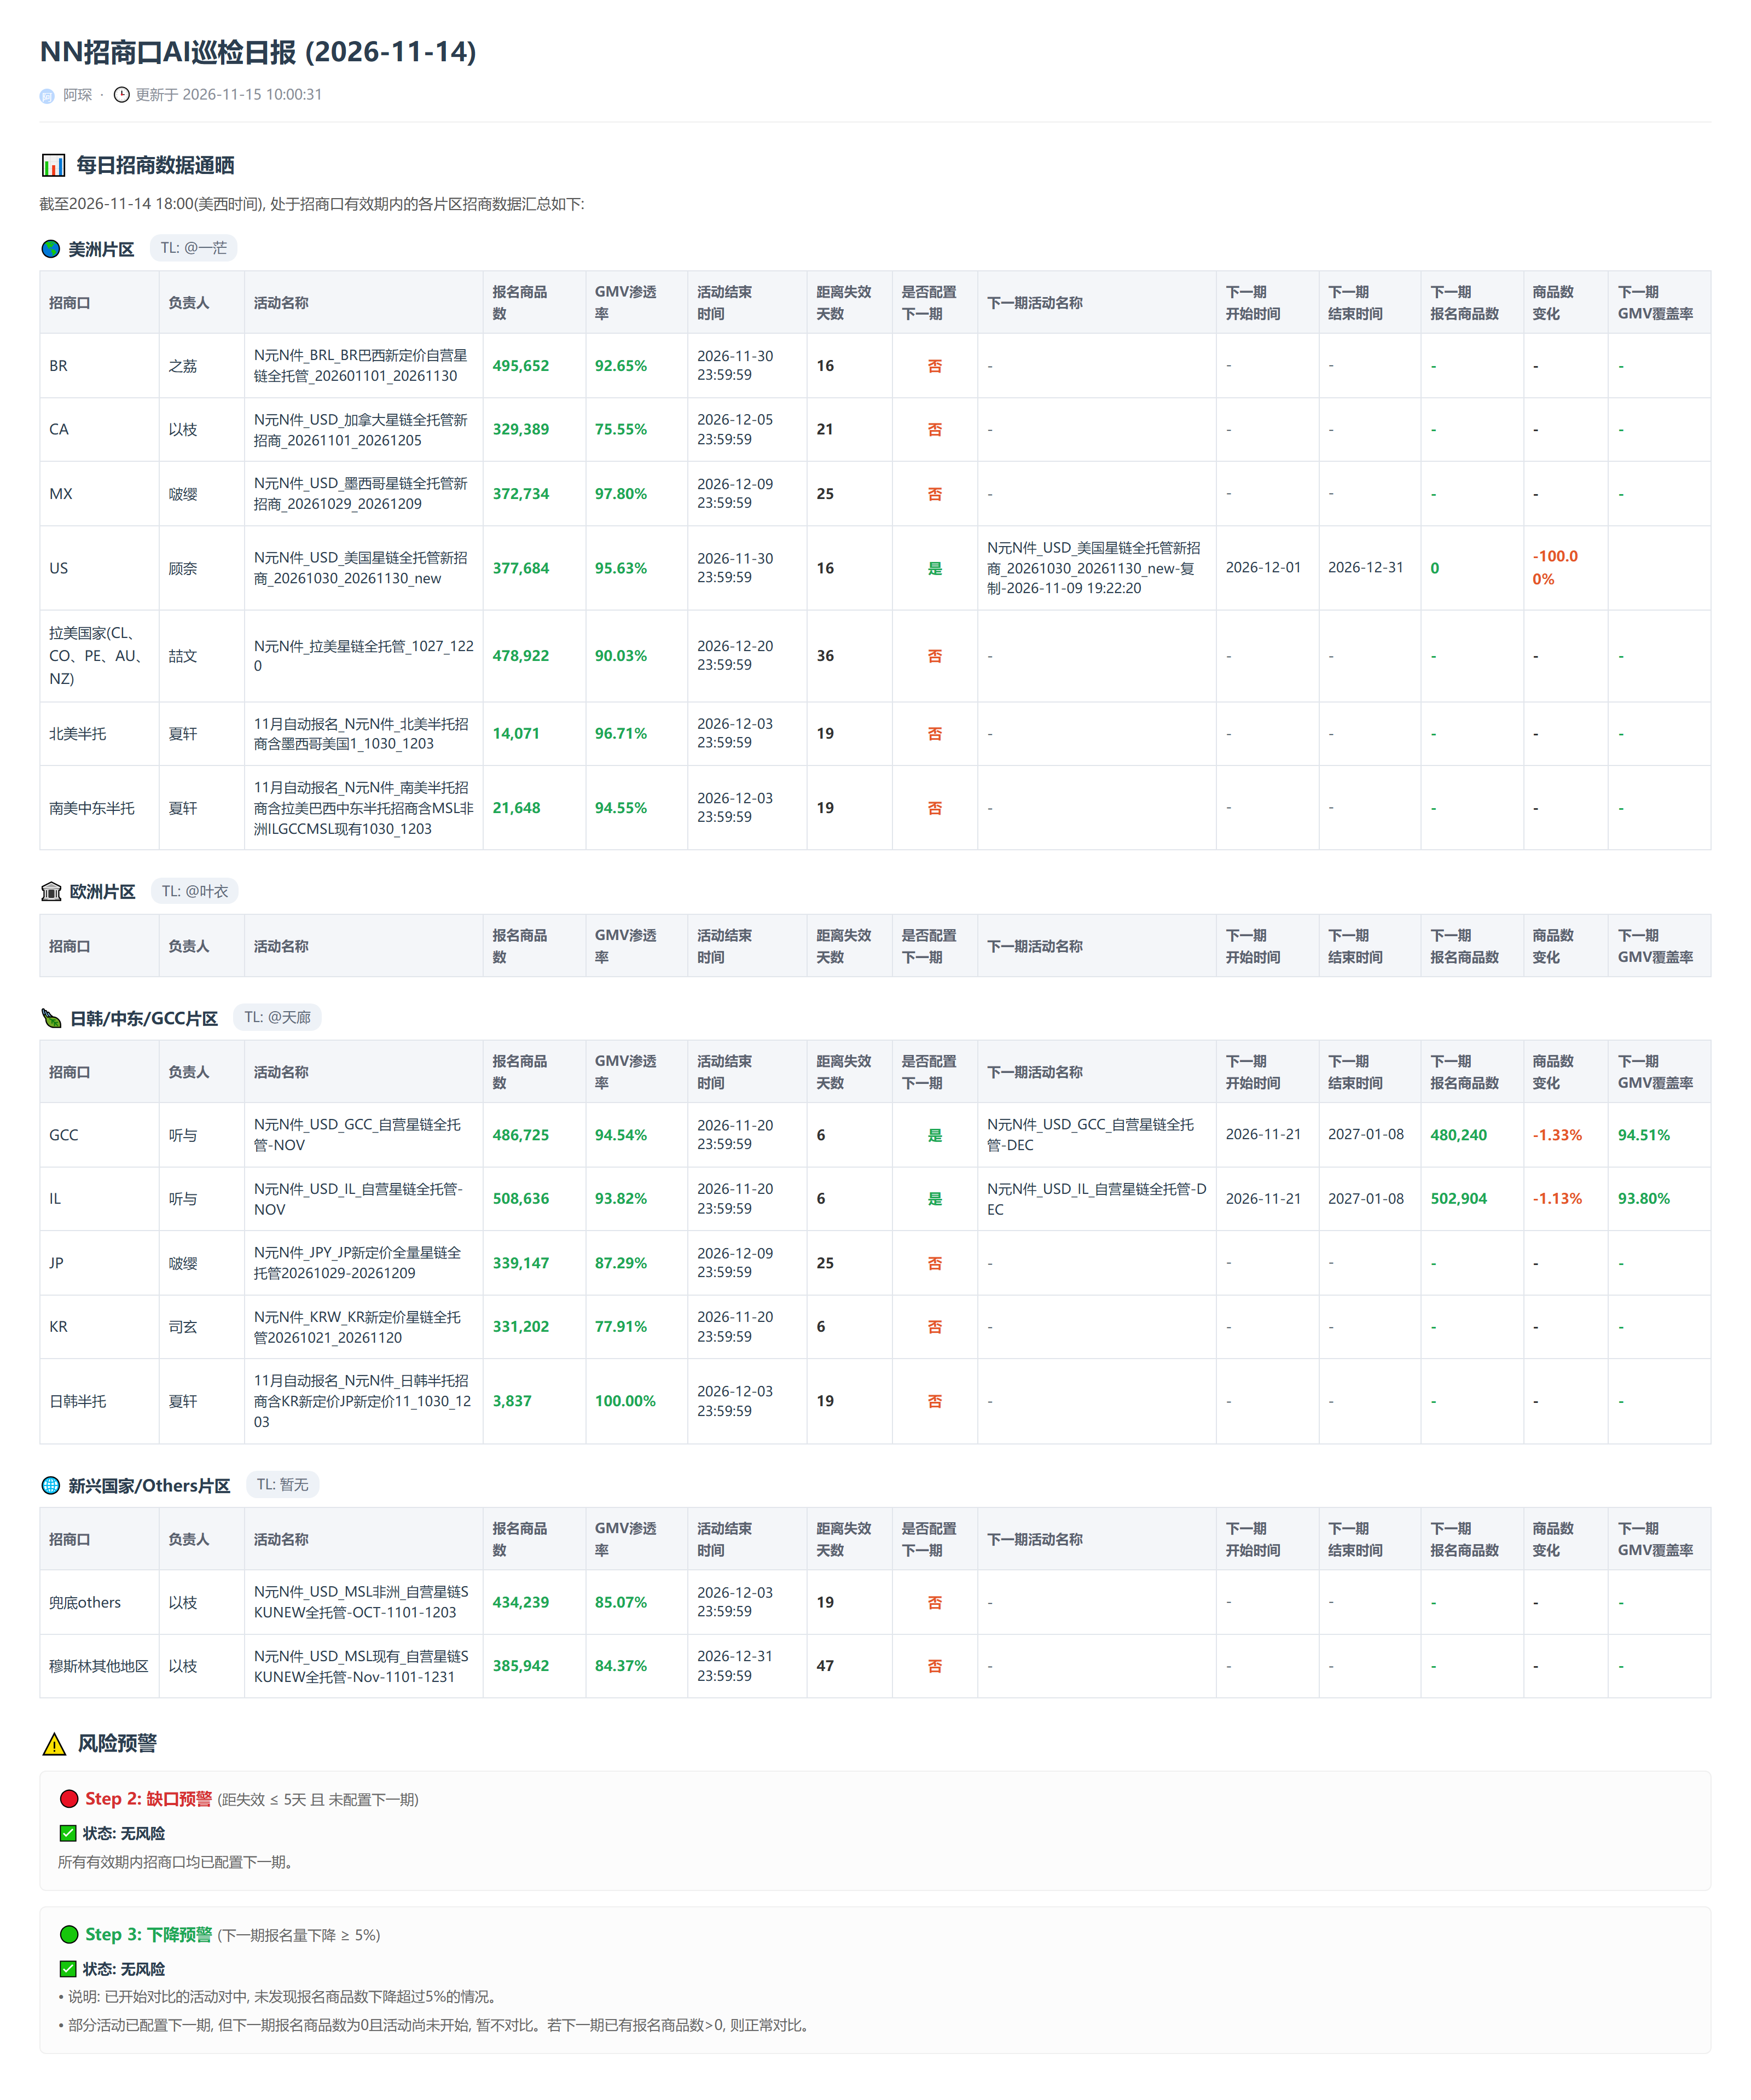 NN招商口AI巡检日报 (2026-11-14)
阿琛 · 更新于 2026-11-15 10:00:31
每日招商数据通晒
截至2026-11-14 18:00(美西时间), 处于招商口有效期内的各片区招商数据汇总如下:
美洲片区 TL: @一茫
招商口 负责人 活动名称 报名商品数 GMV渗透率 活动结束时间 距离失效天数 是否配置下一期 下一期活动名称 下一期开始时间 下一期结束时间 下一期报名商品数 商品数变化 下一期GMV覆盖率
BR 之荔 N元N件_BRL_BR巴西新定价自营星链全托管_202601101_20261130 495,652 92.65% 2026-11-30 23:59:59 16 否 - - - - - -
CA 以枝 N元N件_USD_加拿大星链全托管新招商_20261101_20261205 329,389 75.55% 2026-12-05 23:59:59 21 否 - - - - - -
MX 啵缨 N元N件_USD_墨西哥星链全托管新招商_20261029_20261209 372,734 97.80% 2026-12-09 23:59:59 25 否 - - - - - -
US 顾奈 N元N件_USD_美国星链全托管新招商_20261030_20261130_new 377,684 95.63% 2026-11-30 23:59:59 16 是 N元N件_USD_美国星链全托管新招商_20261030_20261130_new-复制-2026-11-09 19:22:20 2026-12-01 2026-12-31 0 -100.00%
拉美国家(CL、CO、PE、AU、NZ) 喆文 N元N件_拉美星链全托管_1027_1220 478,922 90.03% 2026-12-20 23:59:59 36 否 - - - - - -
北美半托 夏轩 11月自动报名_N元N件_北美半托招商含墨西哥美国1_1030_1203 14,071 96.71% 2026-12-03 23:59:59 19 否 - - - - - -
南美中东半托 夏轩 11月自动报名_N元N件_南美半托招商含拉美巴西中东半托招商含MSL非洲ILGCCMSL现有1030_1203 21,648 94.55% 2026-12-03 23:59:59 19 否 - - - - - -
欧洲片区 TL: @叶衣
招商口 负责人 活动名称 报名商品数 GMV渗透率 活动结束时间 距离失效天数 是否配置下一期 下一期活动名称 下一期开始时间 下一期结束时间 下一期报名商品数 商品数变化 下一期GMV覆盖率
日韩/中东/GCC片区 TL: @天廊
招商口 负责人 活动名称 报名商品数 GMV渗透率 活动结束时间 距离失效天数 是否配置下一期 下一期活动名称 下一期开始时间 下一期结束时间 下一期报名商品数 商品数变化 下一期GMV覆盖率
GCC 听与 N元N件_USD_GCC_自营星链全托管-NOV 486,725 94.54% 2026-11-20 23:59:59 6 是 N元N件_USD_GCC_自营星链全托管-DEC 2026-11-21 2027-01-08 480,240 -1.33% 94.51%
IL 听与 N元N件_USD_IL_自营星链全托管-NOV 508,636 93.82% 2026-11-20 23:59:59 6 是 N元N件_USD_IL_自营星链全托管-DEC 2026-11-21 2027-01-08 502,904 -1.13% 93.80%
JP 啵缨 N元N件_JPY_JP新定价全量星链全托管20261029-20261209 339,147 87.29% 2026-12-09 23:59:59 25 否 - - - - - -
KR 司玄 N元N件_KRW_KR新定价星链全托管20261021_20261120 331,202 77.91% 2026-11-20 23:59:59 6 否 - - - - - -
日韩半托 夏轩 11月自动报名_N元N件_日韩半托招商含KR新定价JP新定价11_1030_1203 3,837 100.00% 2026-12-03 23:59:59 19 否 - - - - - -
新兴国家/Others片区 TL: 暂无
招商口 负责人 活动名称 报名商品数 GMV渗透率 活动结束时间 距离失效天数 是否配置下一期 下一期活动名称 下一期开始时间 下一期结束时间 下一期报名商品数 商品数变化 下一期GMV覆盖率
兜底others 以枝 N元N件_USD_MSL非洲_自营星链SKUNEW全托管-OCT-1101-1203 434,239 85.07% 2026-12-03 23:59:59 19 否 - - - - - -
穆斯林其他地区 以枝 N元N件_USD_MSL现有_自营星链SKUNEW全托管-Nov-1101-1231 385,942 84.37% 2026-12-31 23:59:59 47 否 - - - - - -
风险预警
Step 2: 缺口预警 (距失效 ≤ 5天 且 未配置下一期)
状态: 无风险
所有有效期内招商口均已配置下一期。
Step 3: 下降预警 (下一期报名量下降 ≥ 5%)
状态: 无风险
• 说明: 已开始对比的活动对中, 未发现报名商品数下降超过5%的情况。
• 部分活动已配置下一期, 但下一期报名商品数为0且活动尚未开始, 暂不对比。若下一期已有报名商品数>0, 则正常对比。